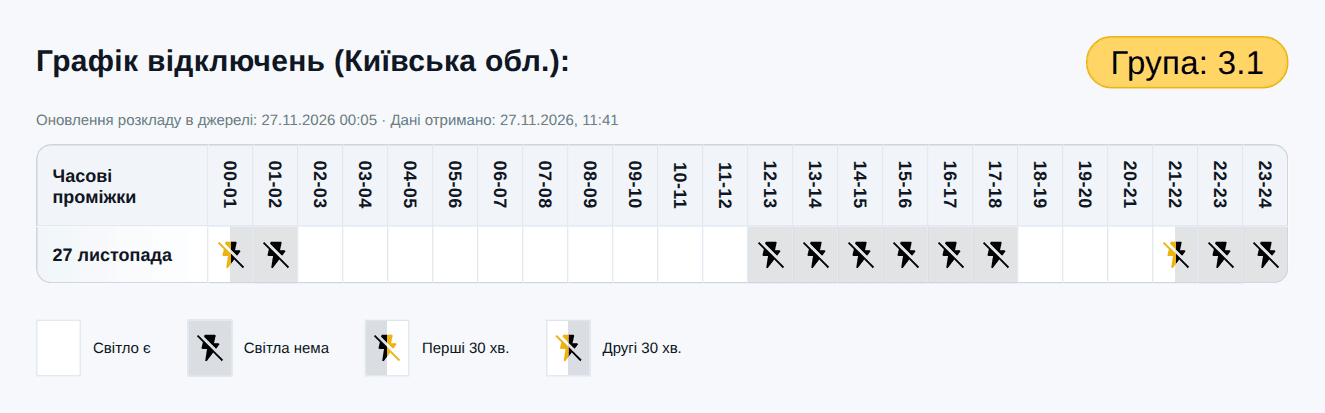 Графік відключень (Київська обл.):
Група: 3.1
Оновлення розкладу в джерелі: 27.11.2026 00:05 · Дані отримано: 27.11.2026, 11:41
Часові
проміжки
00-01
01-02
02-03
03-04
04-05
05-06
06-07
07-08
08-09
09-10
10-11
11-12
12-13
13-14
14-15
15-16
16-17
17-18
18-19
19-20
20-21
21-22
22-23
23-24
27 листопада
Світло є
Світла нема
Перші 30 хв.
Другі 30 хв.